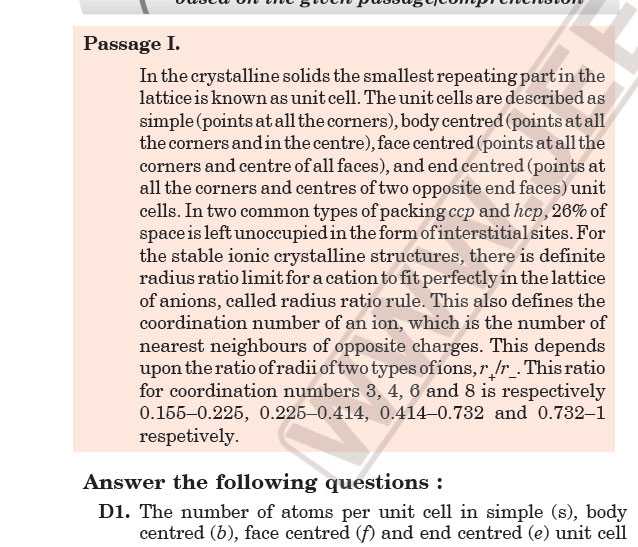 based on the given passage/comprehension
Passage I.
In the crystalline solids the smallest repeating part in the
lattice is known as unit cell. The unit cells are described as
simple (points at all the corners), body centred (points at all
the corners and in the centre), face centred (points at all the
corners and centre of all faces), and end centred (points at
all the corners and centres of two opposite end faces) unit
cells. In two common types of packing ccp and hcp, 26% of
space is left unoccupied in the form of interstitial sites. For
the stable ionic crystalline structures, there is definite
radius ratio limit for a cation to fit perfectly in the lattice
of anions, called radius ratio rule. This also defines the
coordination number of an ion, which is the number of
nearest neighbours of opposite charges. This depends
upon the ratio of radii of two types of ions, r+/r–. This ratio
for coordination numbers 3, 4, 6 and 8 is respectively
0.155–0.225, 0.225–0.414, 0.414–0.732 and 0.732–1
respetively.
Answer the following questions :
D1. The number of atoms per unit cell in simple (s), body
centred (b), face centred (f) and end centred (e) unit cell
WWW.JEE